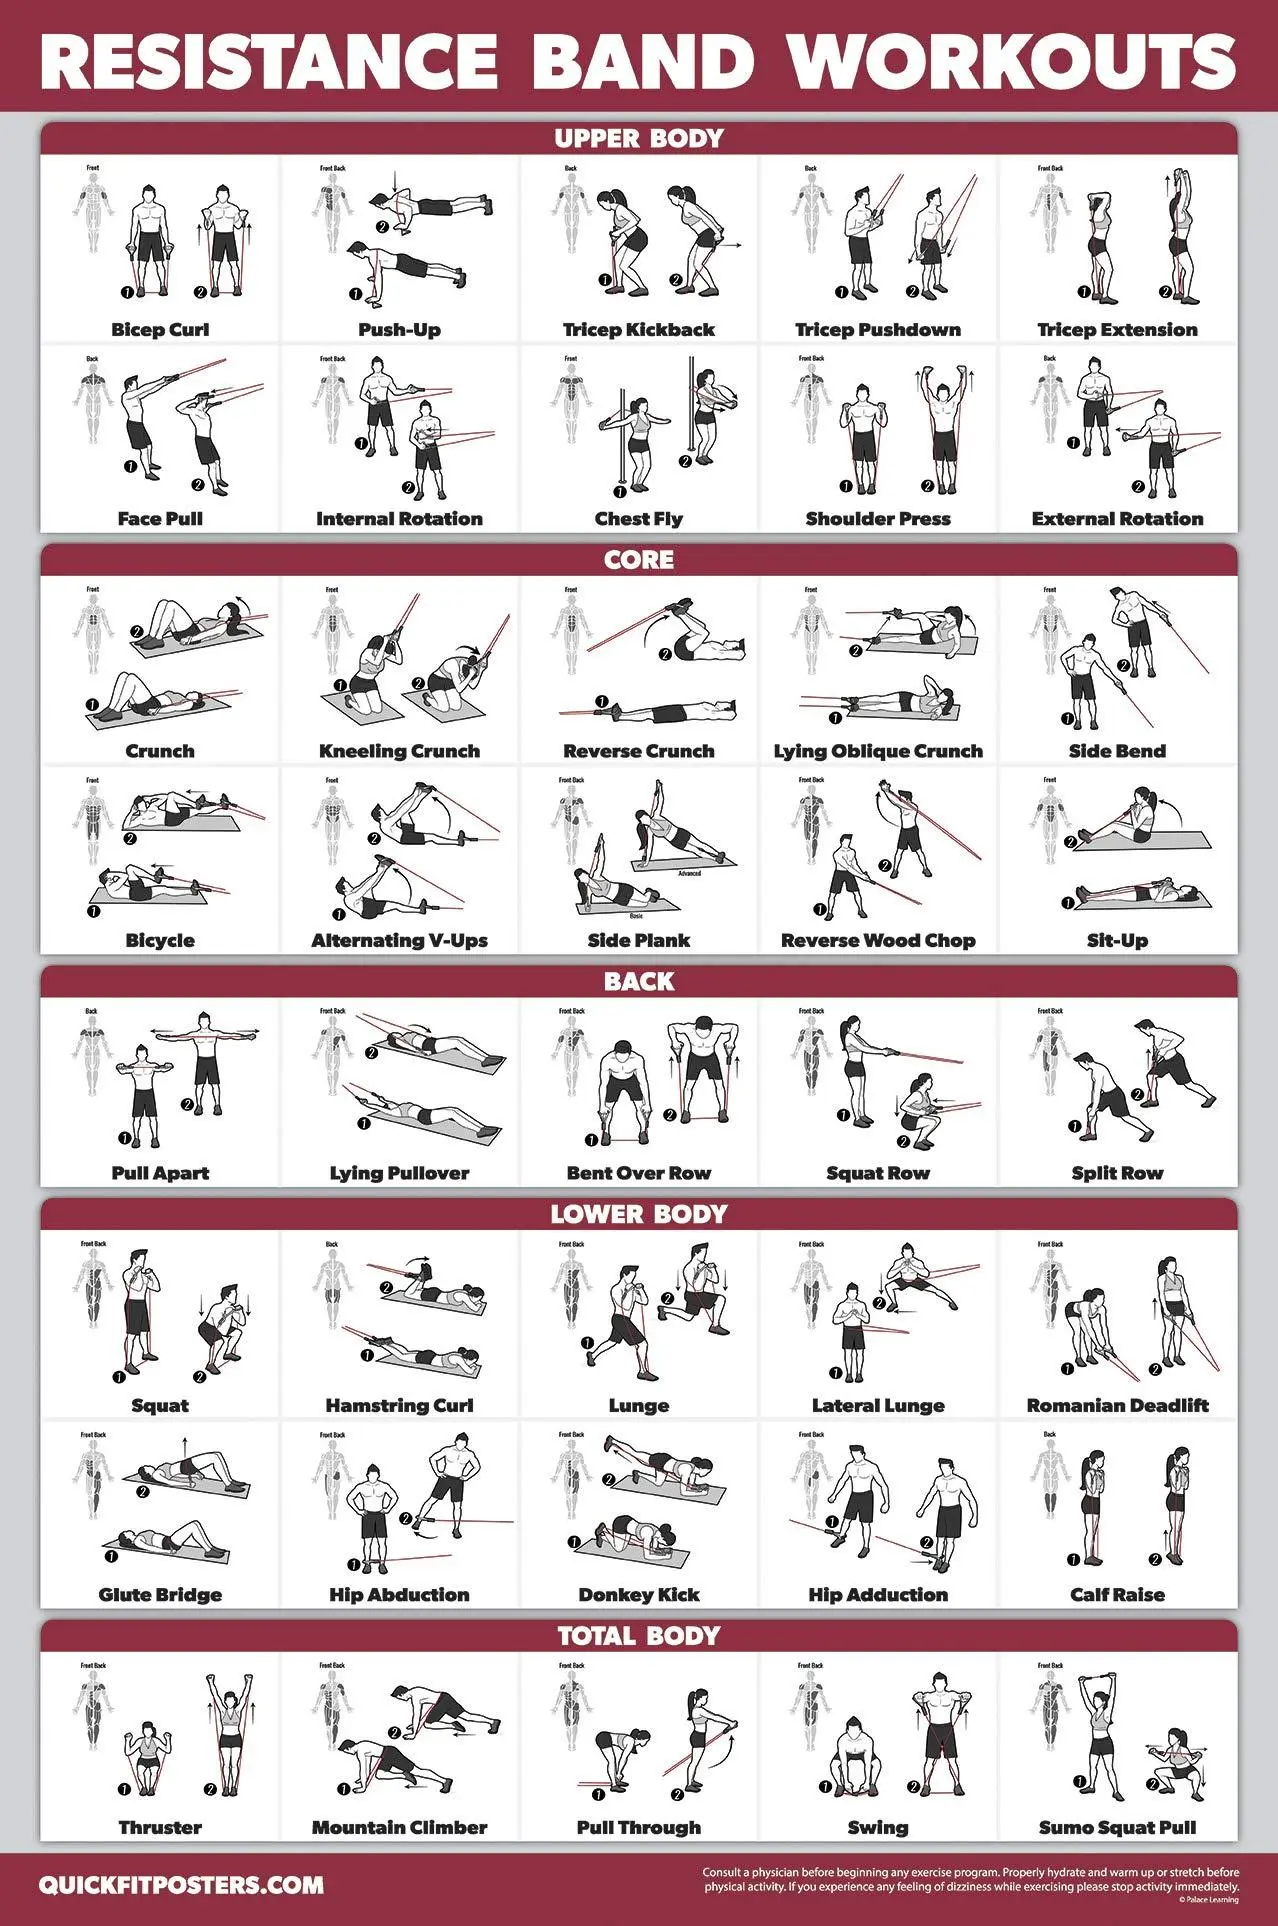 RESISTANCE BAND WORKOUTS
UPPER BODY
Front
1
2
Bicep Curl
Front Back
2
1
Push-Up
Back
1
2
Tricep Kickback
Back
1
2
Tricep Pushdown
Front Back
1
2
Tricep Extension
Back
1
2
Face Pull
Front Back
1
2
Internal Rotation
Front
1
2
Chest Fly
Front Back
1
2
Shoulder Press
Back
1
2
External Rotation
CORE
Front
2
1
Crunch
Front
1
2
Kneeling Crunch
Front
2
1
Reverse Crunch
Front
2
1
Lying Oblique Crunch
Front
2
1
Side Bend
Front
2
1
Bicycle
Front
2
1
Alternating V-Ups
Front Back
Advanced
Basic
Side Plank
Front Back
2
1
Reverse Wood Chop
Front
2
1
Sit-Up
BACK
Back
2
1
Pull Apart
Front Back
2
1
Lying Pullover
Front Back
1
2
Bent Over Row
Front Back
1
2
Squat Row
Front Back
1
2
Split Row
LOWER BODY
Front Back
1
2
Squat
Back
2
1
Hamstring Curl
Front Back
1
2
Lunge
Front Back
2
1
Lateral Lunge
Front Back
1
2
Romanian Deadlift
Front Back
2
1
Glute Bridge
Front Back
2
1
Hip Abduction
Front Back
2
1
Donkey Kick
Front Back
1
2
Hip Adduction
Back
1
2
Calf Raise
TOTAL BODY
Front Back
1
2
Thruster
Front Back
2
1
Mountain Climber
Front Back
1
2
Pull Through
Front Back
1
2
Swing
Front Back
1
2
Sumo Squat Pull
QUICKFITPOSTERS.COM
Consult a physician before beginning any exercise program. Properly hydrate and warm up or stretch before
physical activity. If you experience any feeling of dizziness while exercising please stop activity immediately.
© Palace Learning